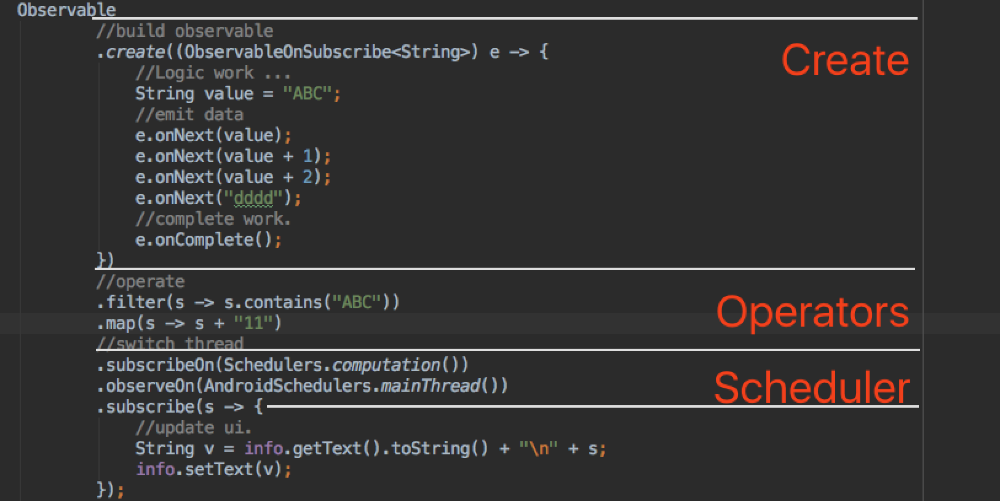 Observable
//build observable
.create((ObservableOnSubscribe<String>) e -> {
Create
//Logic work ...
String value = "ABC";
//emit data
e.onNext(value);
e.onNext(value + 1);
e.onNext(value + 2);
e.onNext("dddd");
//complete work.
e.onComplete();
})
//operate
.filter(s -> s.contains("ABC"))
Operators
.map(s -> s + "11")
//switch thread
.subscribeOn(Schedulers.computation())
.observeOn(AndroidSchedulers.mainThread())
Scheduler
.subscribe(s -> {
//update ui.
String v = info.getText().toString() + "\n" + s;
info.setText(v);
});